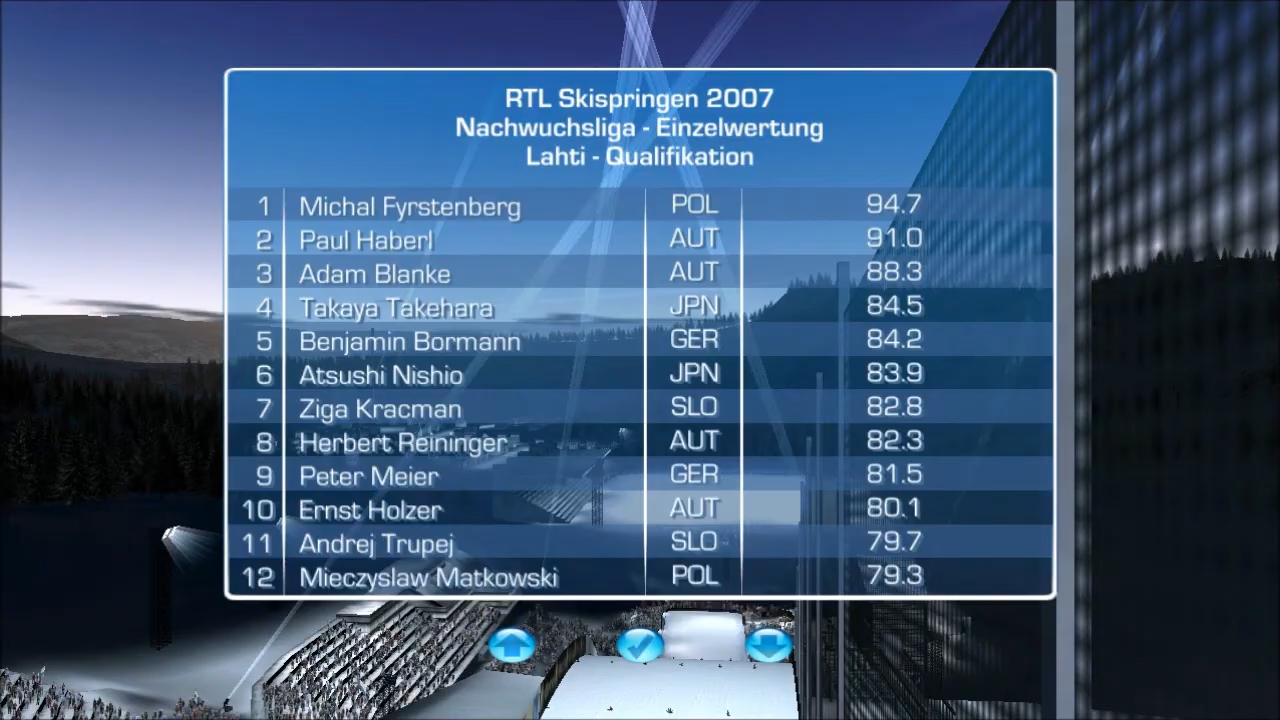 RTL Skispringen 2007
Nachwuchsliga - Einzelwertung
Lahti - Qualifikation
1 Michal Fyrstenberg POL 94.7
2 Paul Haberl AUT 91.0
3 Adam Blanke AUT 88.3
4 Takaya Takehara JPN 84.5
5 Benjamin Bormann GER 84.2
6 Atsushi Nishio JPN 83.9
7 Ziga Kracman SLO 82.8
8 Herbert Reininger AUT 82.3
9 Peter Meier GER 81.5
10 Ernst Holzer AUT 80.1
11 Andrej Trupej SLO 79.7
12 Mieczyslaw Matkowski POL 79.3